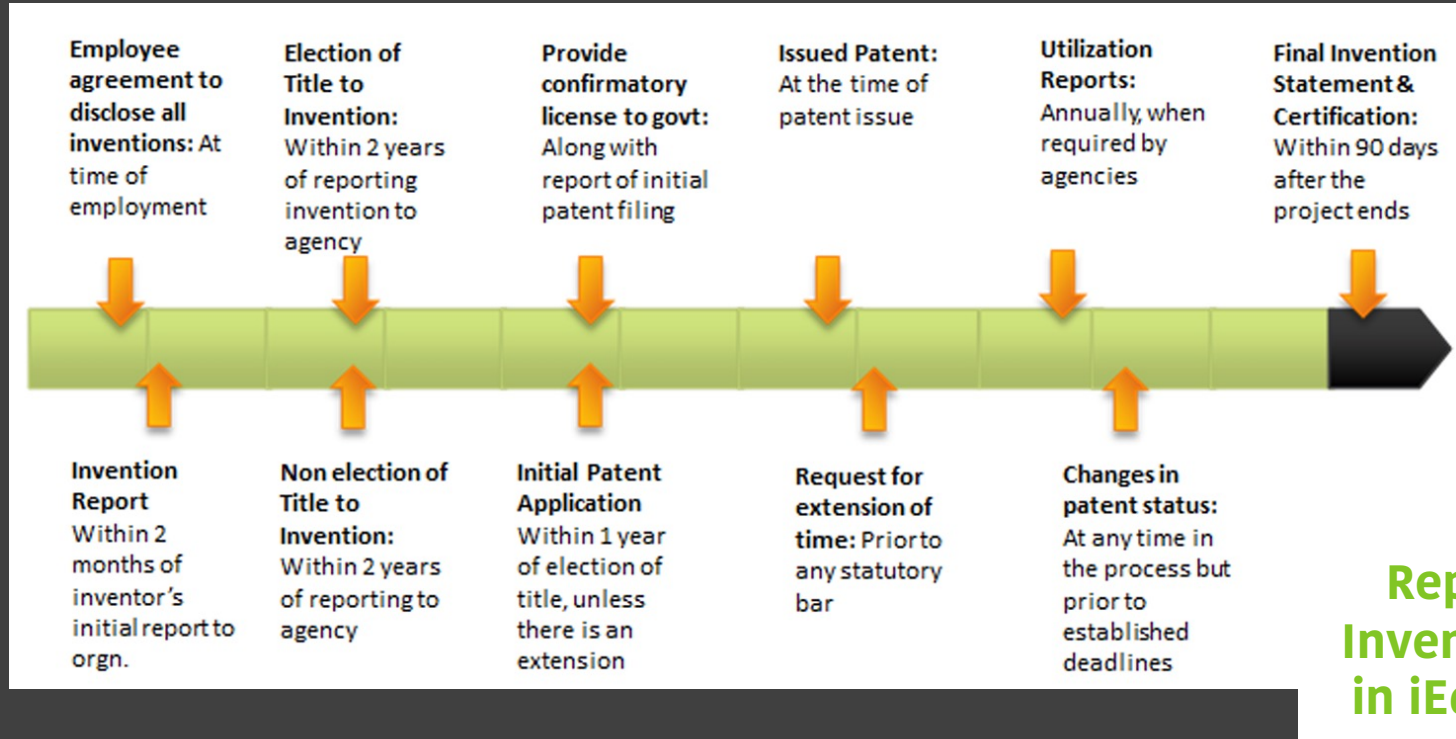 Employee
agreement to
disclose all
inventions: At
time of
employment
Election of
Title to
Invention:
Within 2 years
of reporting
invention to
agency
Provide
confirmatory
license to govt:
Along with
report of initial
patent filing
Issued Patent:
At the time of
patent issue
Utilization
Reports:
Annually, when
required by
agencies
Final Invention
Statement &
Certification:
Within 90 days
after the
project ends
Invention
Report
Within 2
months of
inventor's
initial report to
orgn.
Non election of
Title to
Invention:
Within 2 years
of reporting to
agency
Initial Patent
Application
Within 1 year
of election of
title, unless
there is an
extension
Request for
extension of
time: Prior to
any statutory
bar
Changes in
patent status:
At any time in
the process but
prior to
established
deadlines
in